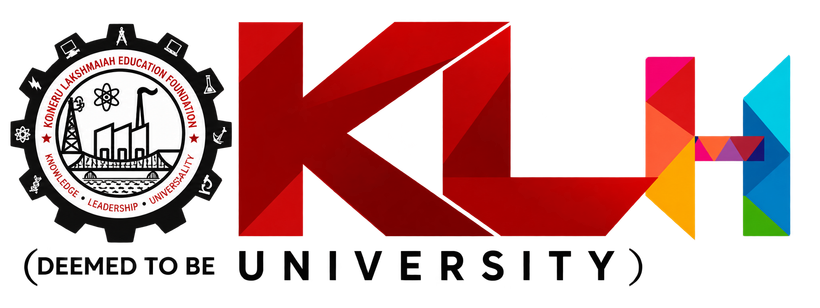 KONERU LAKSHMAIAH EDUCATION FOUNDATION
KNOWLEDGE • LEADERSHIP • UNIVERSALITY
KLH
(DEEMED TO BE UNIVERSITY)